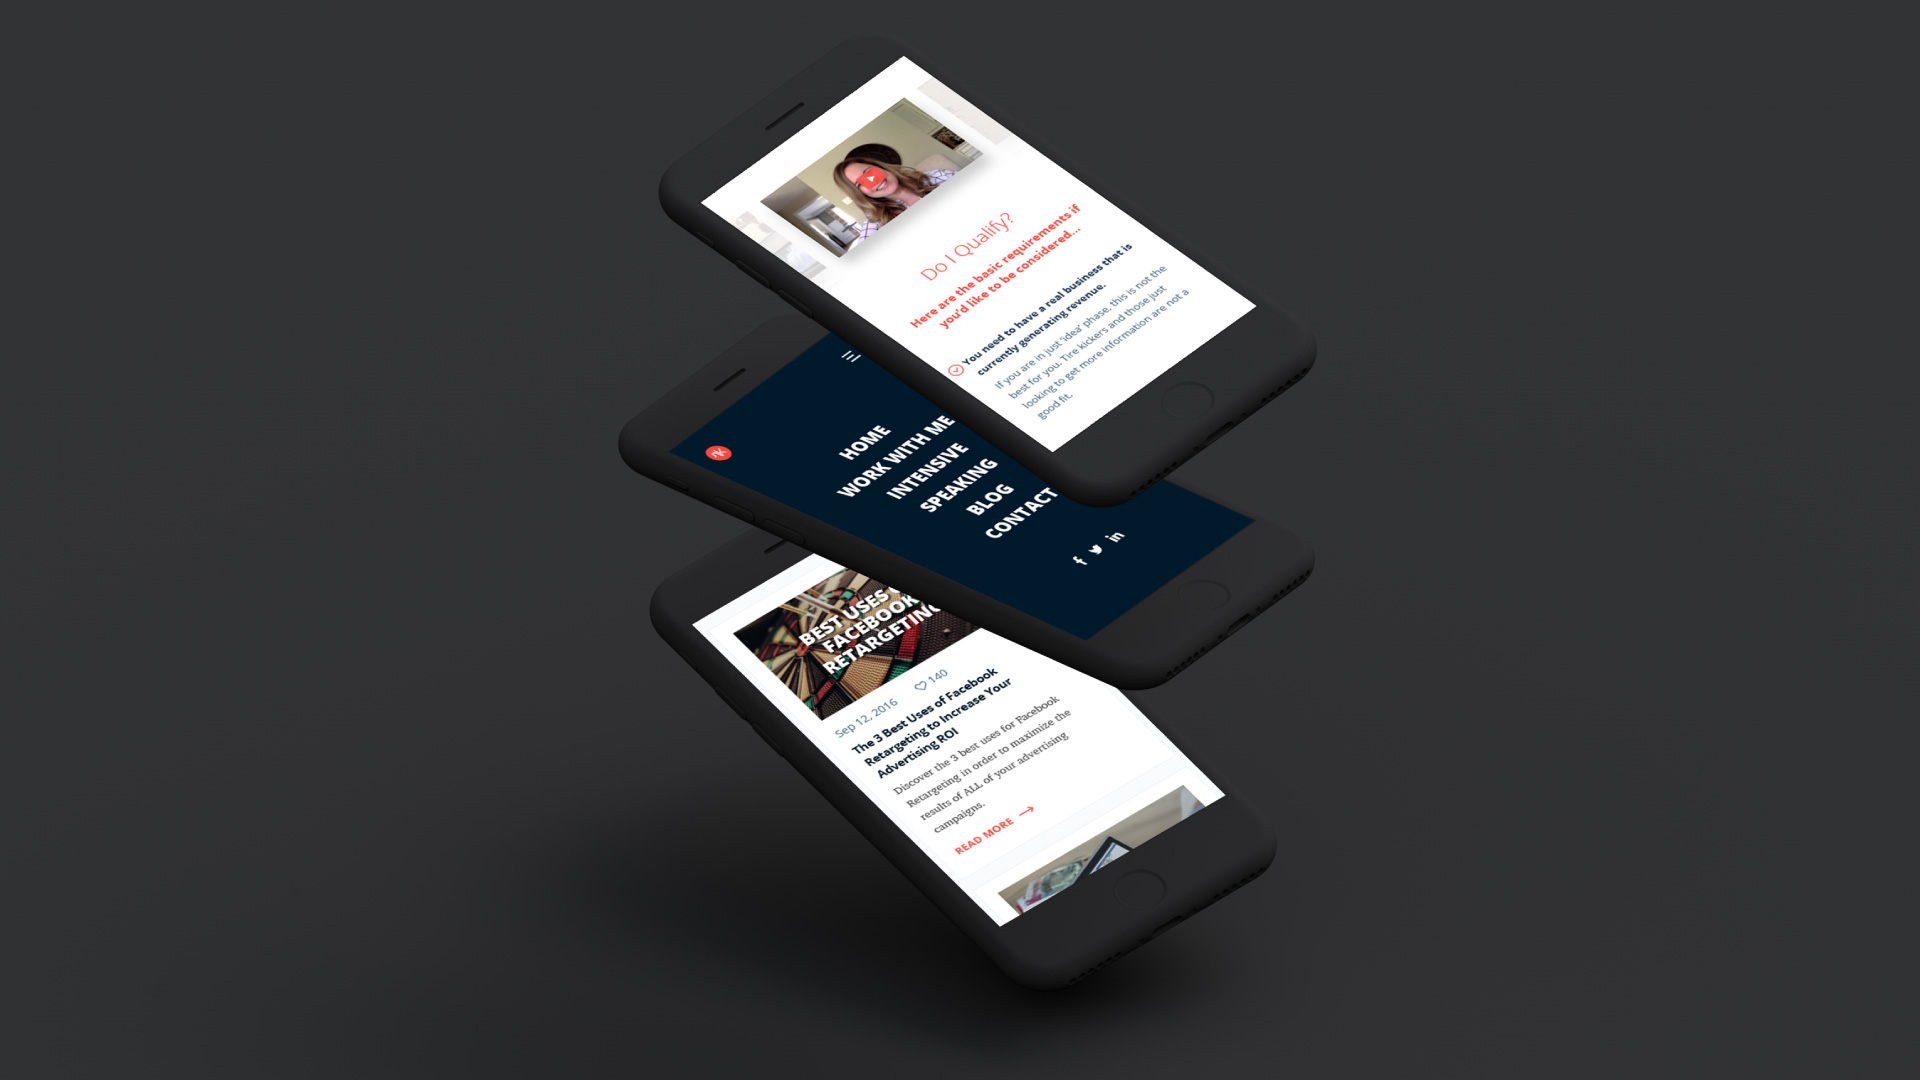 Do I Qualify?
Here are the basic requirements if
you'd like to be considered...
You need to have a real business that is
currently generating revenue.
If you are in just 'idea' phase, this is not the
best for you. Tire kickers and those just
looking to get more information are not a
good fit.
HOME
WORK WITH ME
INTENSIVE
SPEAKING
BLOG
CONTACT
BEST USES
FACEBOOK
RETARGETING
Sep 12, 2016 140
The 3 Best Uses of Facebook
Retargeting to Increase Your
Advertising ROI
Discover the 3 best uses for Facebook
Retargeting in order to maximize the
results of ALL of your advertising
campaigns.
READ MORE